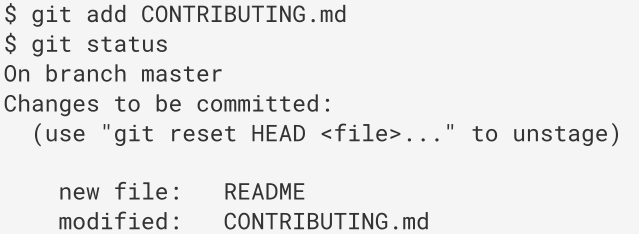 $ git add CONTRIBUTING.md
$ git status
On branch master
Changes to be committed:
  (use "git reset HEAD <file>..." to unstage)

    new file:   README
    modified:   CONTRIBUTING.md